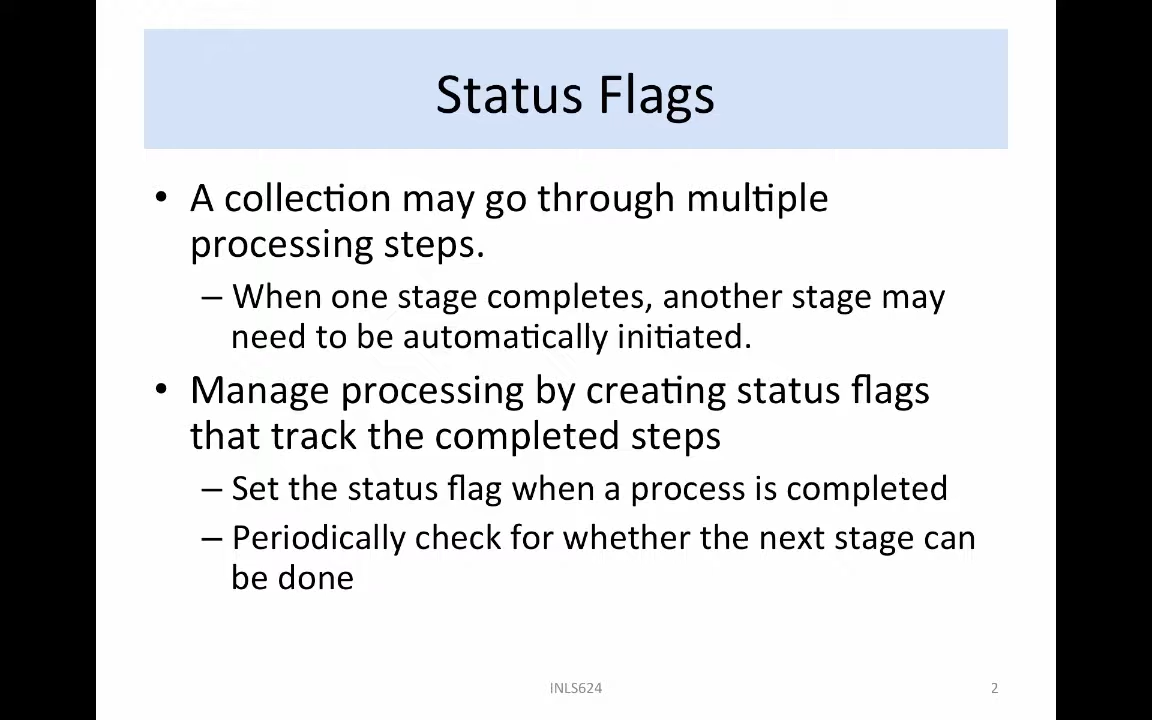 Status Flags
• A collection may go through multiple
processing steps.
– When one stage completes, another stage may
need to be automatically initiated.
• Manage processing by creating status flags
that track the completed steps
– Set the status flag when a process is completed
– Periodically check for whether the next stage can
be done
INLS624
2